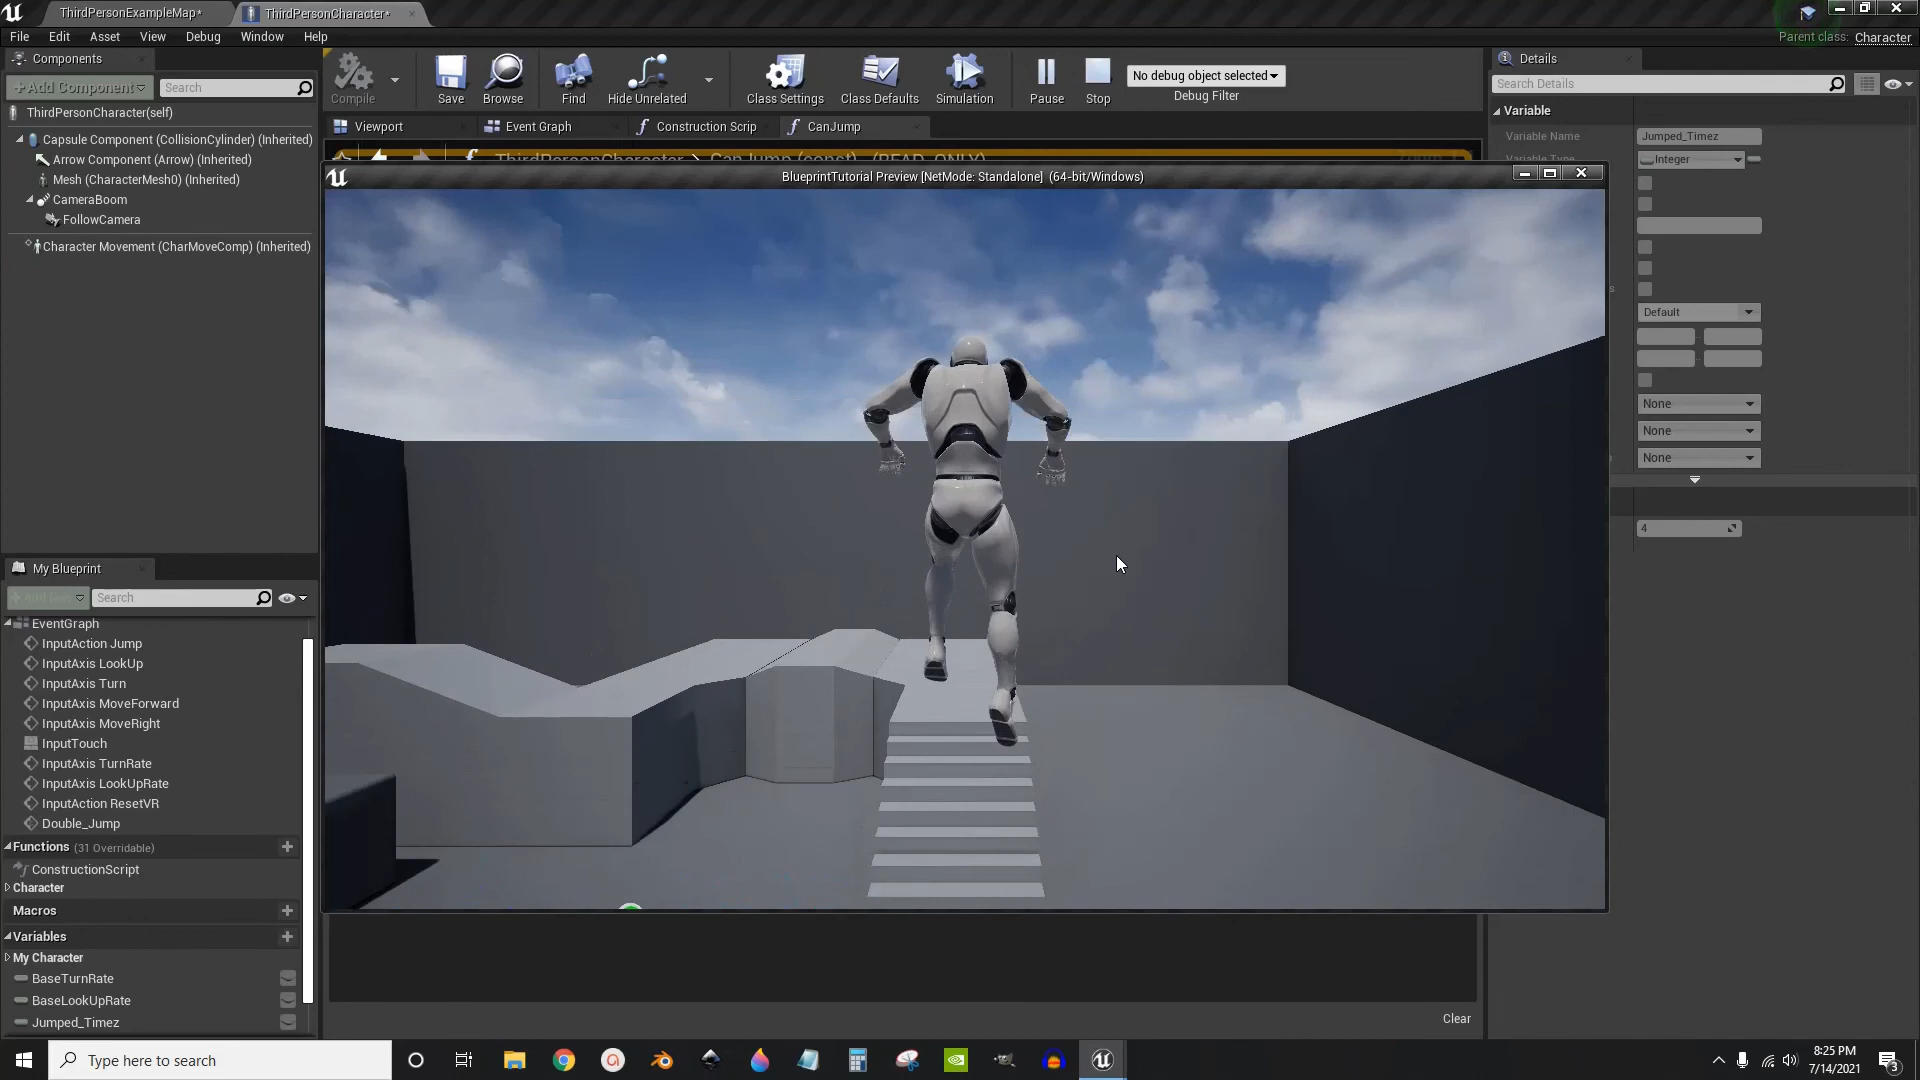 ThirdPersonExampleMap*
ThirdPersonCharacter*
File Edit Asset View Debug Window Help
Parent class: Character
Components
+Add Component
Search
ThirdPersonCharacter(self)
Capsule Component (CollisionCylinder) (Inherited)
Arrow Component (Arrow) (Inherited)
Mesh (CharacterMesh0) (Inherited)
CameraBoom
FollowCamera
Character Movement (CharMoveComp) (Inherited)
Compile
Save
Browse
Find
Hide Unrelated
Class Settings
Class Defaults
Simulation
Pause
Stop
No debug object selected
Debug Filter
Viewport
Event Graph
Construction Scrip
CanJump
BlueprintTutorial Preview [NetMode: Standalone] (64-bit/Windows)
Details
Search Details
Variable
Variable Name
Jumped_Timez
Variable Type
Integer
Default
None
None
None
4
My Blueprint
Search
EventGraph
InputAction Jump
InputAxis LookUp
InputAxis Turn
InputAxis MoveForward
InputAxis MoveRight
InputTouch
InputAxis TurnRate
InputAxis LookUpRate
InputAction ResetVR
Double_Jump
Functions (31 Overridable)
ConstructionScript
Character
Macros
Variables
My Character
BaseTurnRate
BaseLookUpRate
Jumped_Timez
Clear
Type here to search
8:25 PM
7/14/2021
3